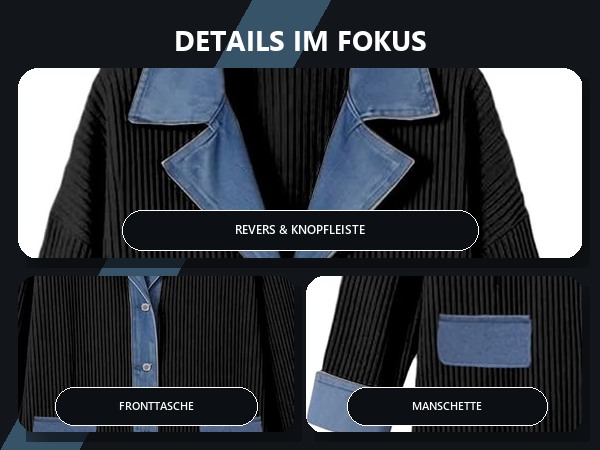 DETAILS IM FOKUS
REVERS & KNOPFLEISTE
FRONTTASCHE
MANSCHETTE